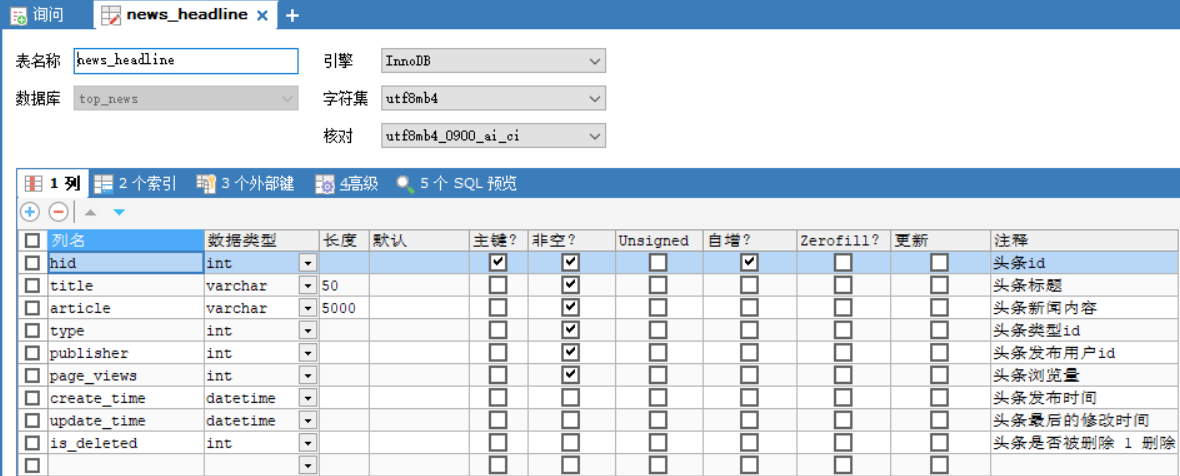 询问 news_headline
表名称 news_headline 引擎 InnoDB
数据库 top_news 字符集 utf8mb4
核对 utf8mb4_0900_ai_ci
1 列 2 个索引 3 个外部键 4高级 5 个 SQL 预览
列名 数据类型 长度 默认 主键? 非空? Unsigned 自增? Zerofill? 更新 注释
hid int 头条id
title varchar 50 头条标题
article varchar 5000 头条新闻内容
type int 头条类型id
publisher int 头条发布用户id
page_views int 头条浏览量
create_time datetime 头条发布时间
update_time datetime 头条最后的修改时间
is_deleted int 头条是否被删除 1 删除